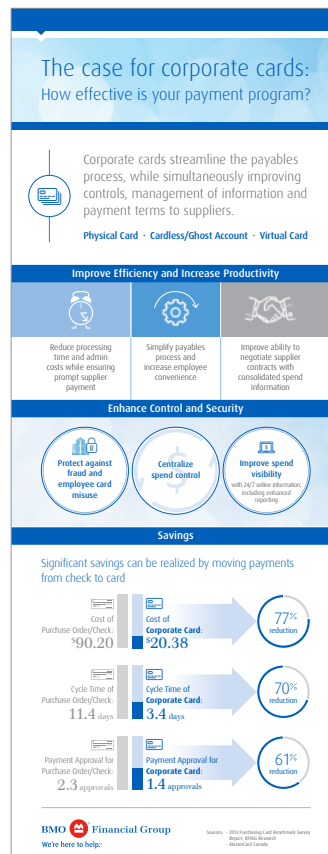 The case for corporate cards:
How effective is your payment program?
Corporate cards streamline the payables
process, while simultaneously improving
controls, management of information and
payment terms to suppliers.
Physical Card · Cardless/Ghost Account · Virtual Card
Improve Efficiency and Increase Productivity
Reduce processing
time and admin
costs while ensuring
prompt supplier
payment
Simplify payables
process and
increase employee
convenience
Improve ability to
negotiate supplier
contracts with
consolidated spend
information
Enhance Control and Security
Protect against
fraud and
employee card
misuse
Centralize
spend control
Improve spend
visibility
with 24/7 online information,
including enhanced
reporting
Savings
Significant savings can be realized by moving payments
from check to card
Cost of
Purchase Order/Check:
$90.20
Cost of
Corporate Card:
$20.38
77%
reduction
Cycle Time of
Purchase Order/Check:
11.4 days
Cycle Time of
Corporate Card:
3.4 days
70%
reduction
Payment Approval for
Purchase Order/Check:
2.3 approvals
Payment Approval for
Corporate Card:
1.4 approvals
61%
reduction
BMO Financial Group
We're here to help.
Sources: - 2014 Purchasing Card Benchmark Survey
Report, RPMG Research
- MasterCard Canada